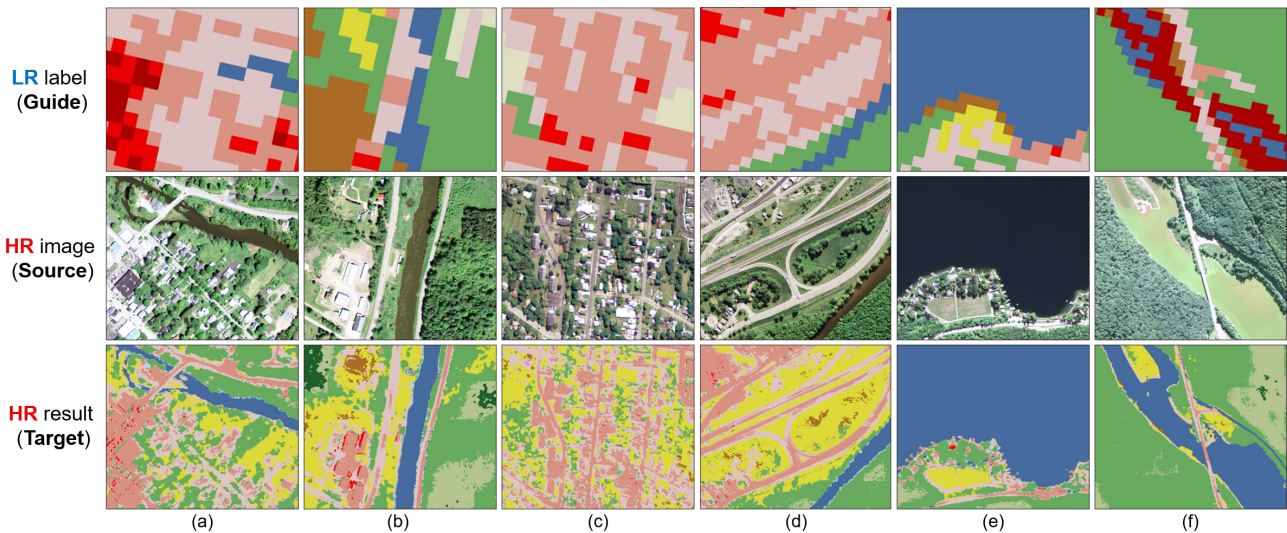 LR label
(Guide)
HR image
(Source)
HR result
(Target)
(a) (b) (c) (d) (e) (f)